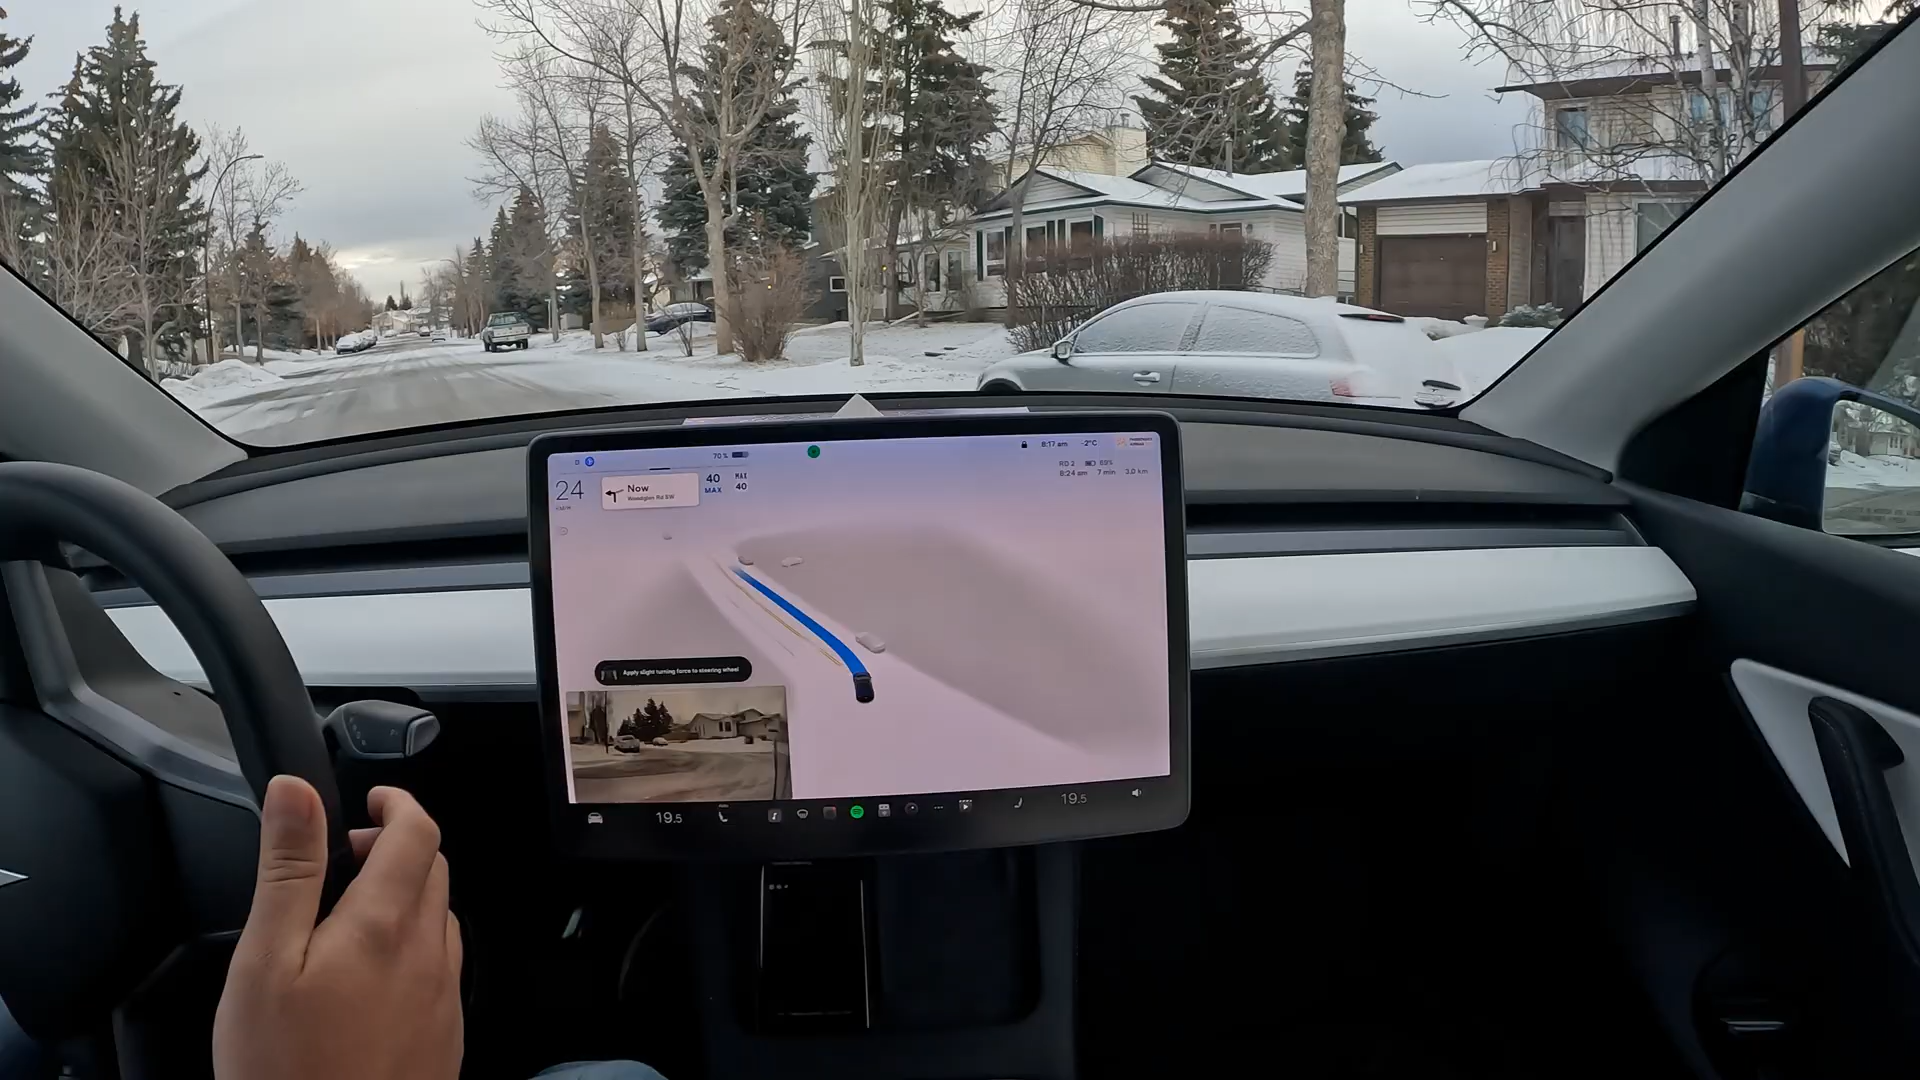 70 %
8:17 am
-2°C
24
Now
Woodglen Rd SW
40
MAX
MAX
40
RD 2
69%
8:24 am
7 min
3.0 km
Apply slight turning force to steering wheel
19.5
19.5